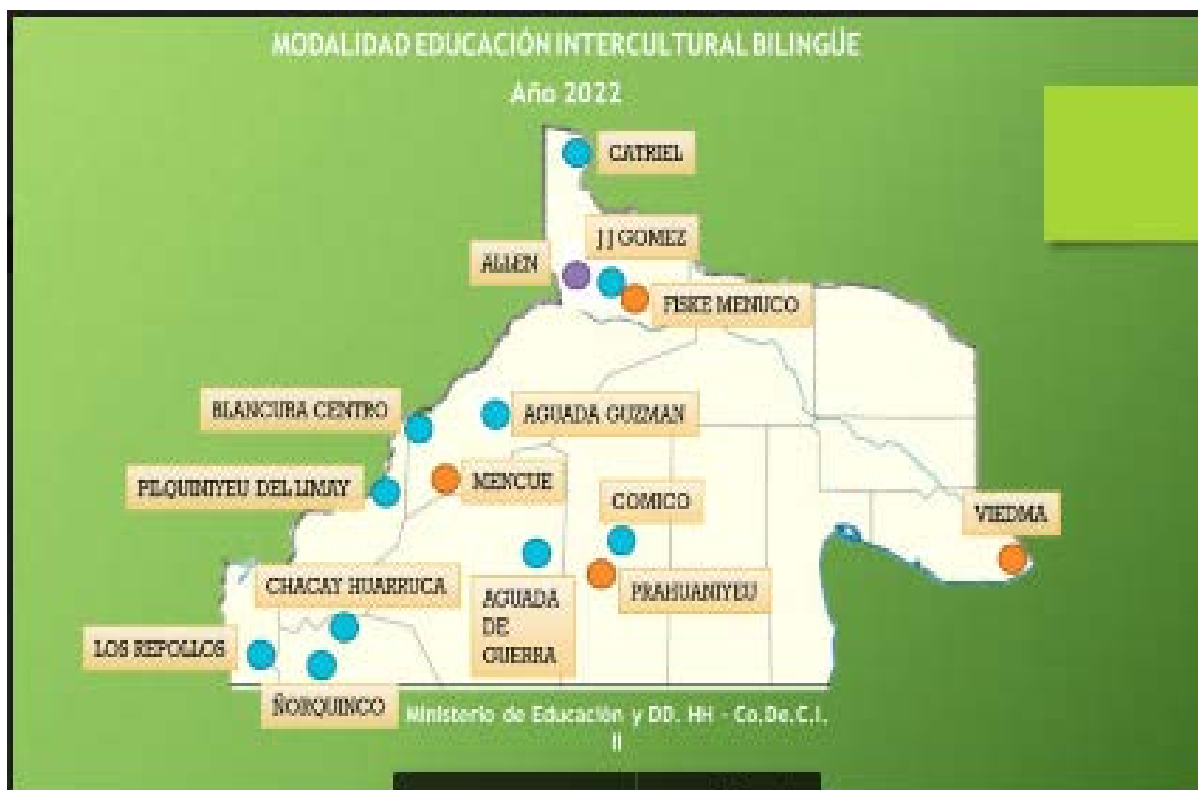 MODALIDAD EDUCACIÓN INTERCULTURAL BILINGÜE
Año 2022
CATRIEL
J J GOMEZ
ALLEN
FISKE MENUCO
BLANCURA CENTRO
AGUADA GUZMAN
PILQUINIYEU DEL LIMAY
MENCUE
COMICO
VIEDMA
CHACAY HUARRUCA
PRAHUANIYEU
AGUADA
DE
GUERRA
LOS REPOLLOS
ÑORQUINCO
Ministerio de Educación y DD. HH - Co.De.C.I.
II